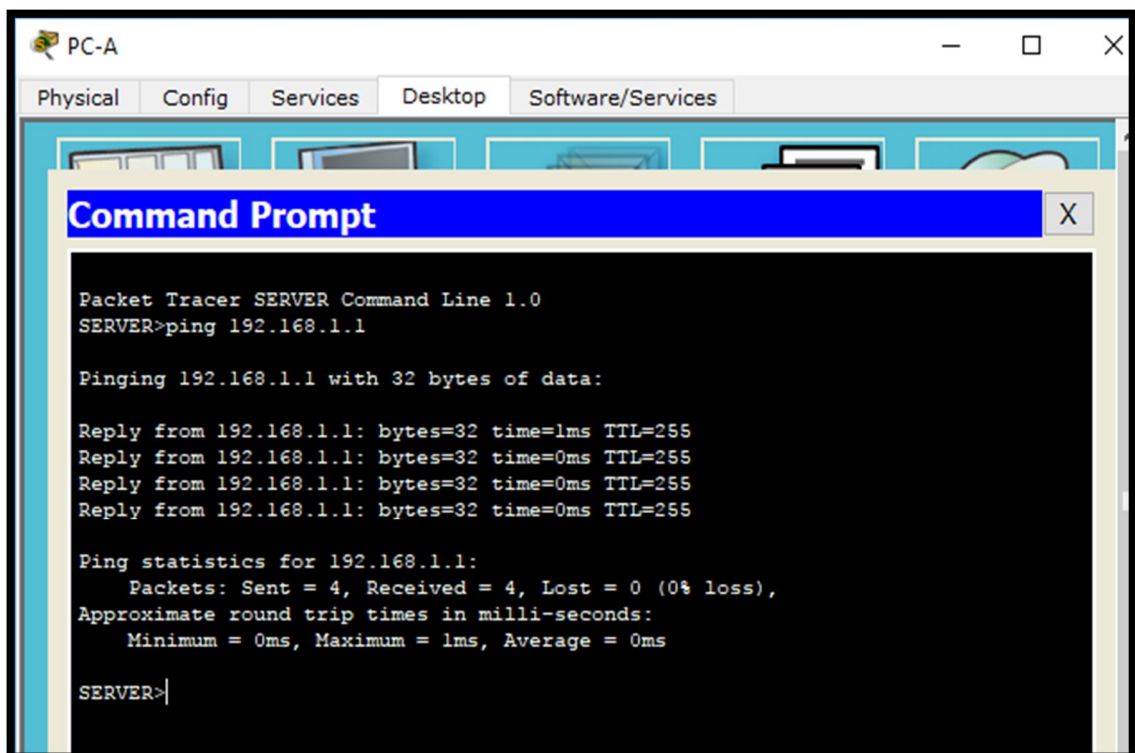 PC-A
Physical Config Services Desktop Software/Services
Command Prompt X
Packet Tracer SERVER Command Line 1.0
SERVER>ping 192.168.1.1
Pinging 192.168.1.1 with 32 bytes of data:
Reply from 192.168.1.1: bytes=32 time=1ms TTL=255
Reply from 192.168.1.1: bytes=32 time=0ms TTL=255
Reply from 192.168.1.1: bytes=32 time=0ms TTL=255
Reply from 192.168.1.1: bytes=32 time=0ms TTL=255
Ping statistics for 192.168.1.1:
Packets: Sent = 4, Received = 4, Lost = 0 (0% loss),
Approximate round trip times in milli-seconds:
Minimum = 0ms, Maximum = 1ms, Average = 0ms
SERVER>